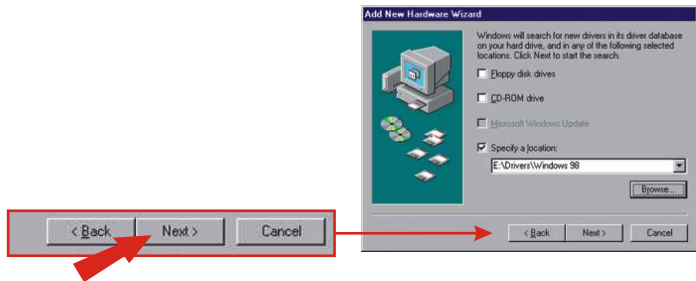 Add New Hardware Wizard
Windows will search for new drivers in its driver database
on your hard drive, and in any of the following selected
locations. Click Next to start the search.
Floppy disk drives
CD-ROM drive
Microsoft Windows Update
Specify a location:
E:\Drivers\Windows 98
Browse...
< Back Next > Cancel
< Back Next > Cancel